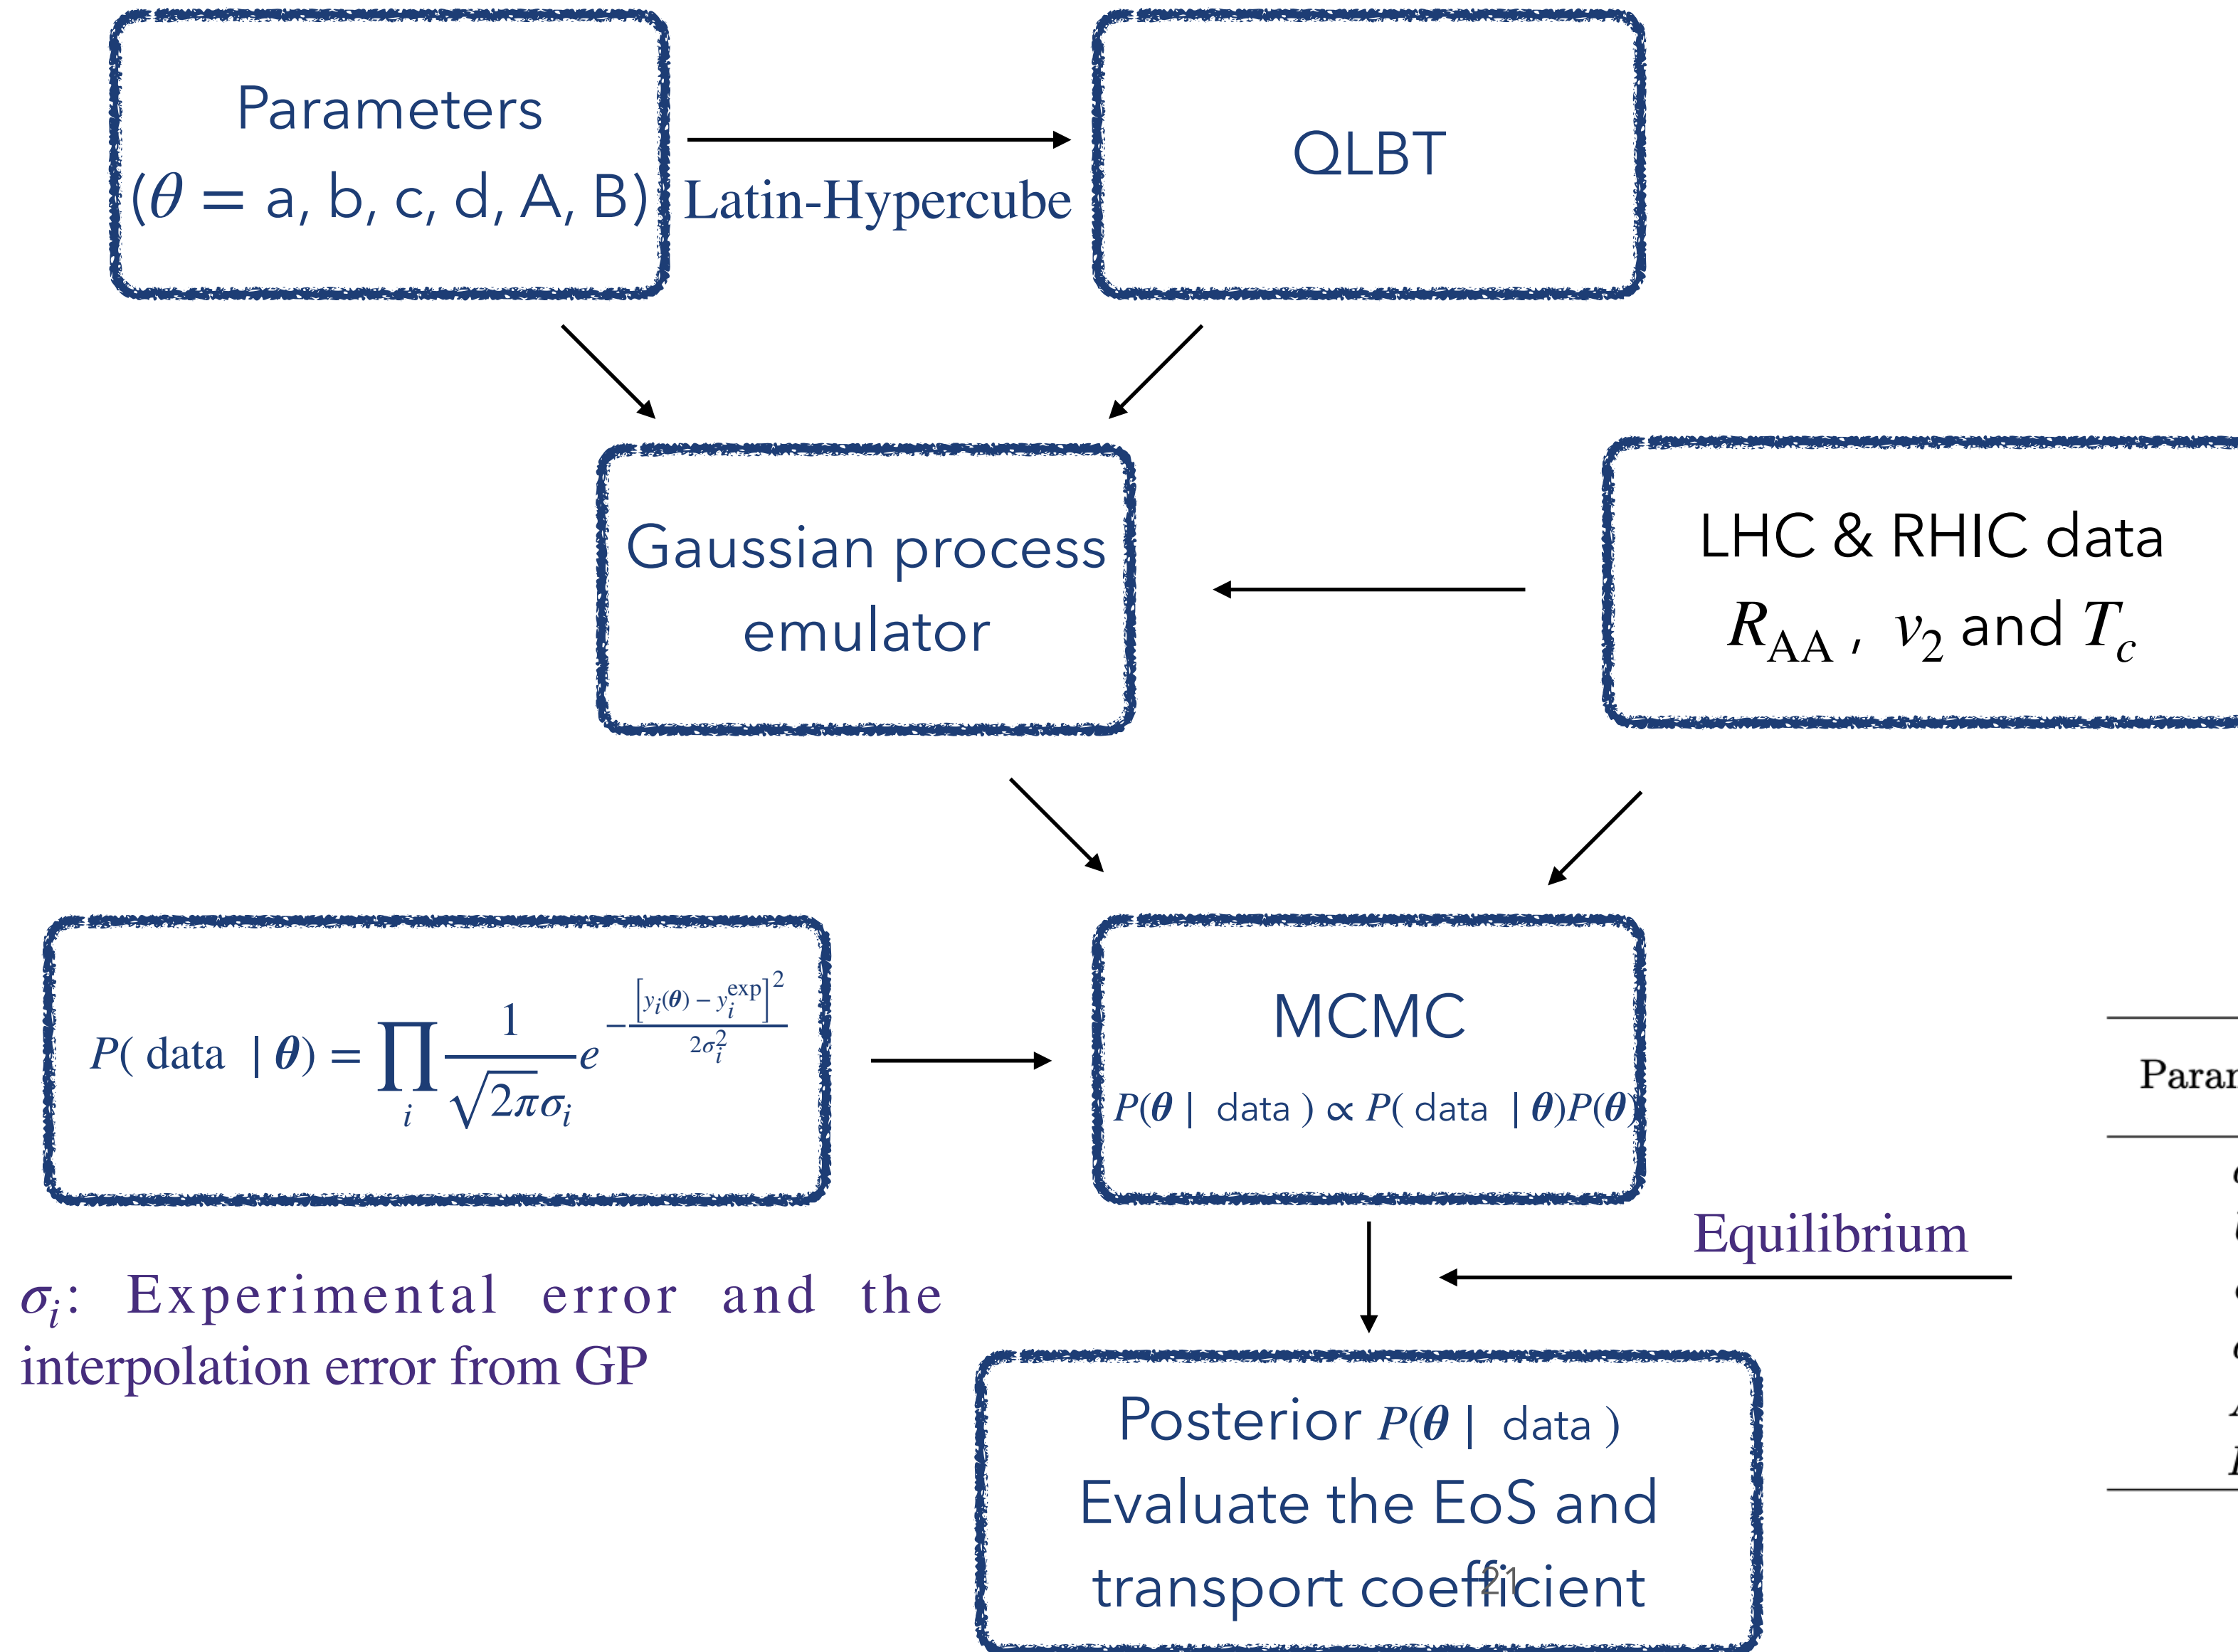 Parameters
(θ = a, b, c, d, A, B)
Latin-Hypercube
QLBT
Gaussian process
emulator
LHC & RHIC data
R_AA , v_2 and T_c
P( data | θ) = ∏_i 1/(√(2π)σ_i) e^{−[y_i(θ) − y_i^exp]^2 / 2σ_i^2}
MCMC
P(θ | data ) ∝ P( data | θ)P(θ)
Equilibrium
σ_i: Experimental error and the
interpolation error from GP
Posterior P(θ | data )
Evaluate the EoS and
transport coefficient
21